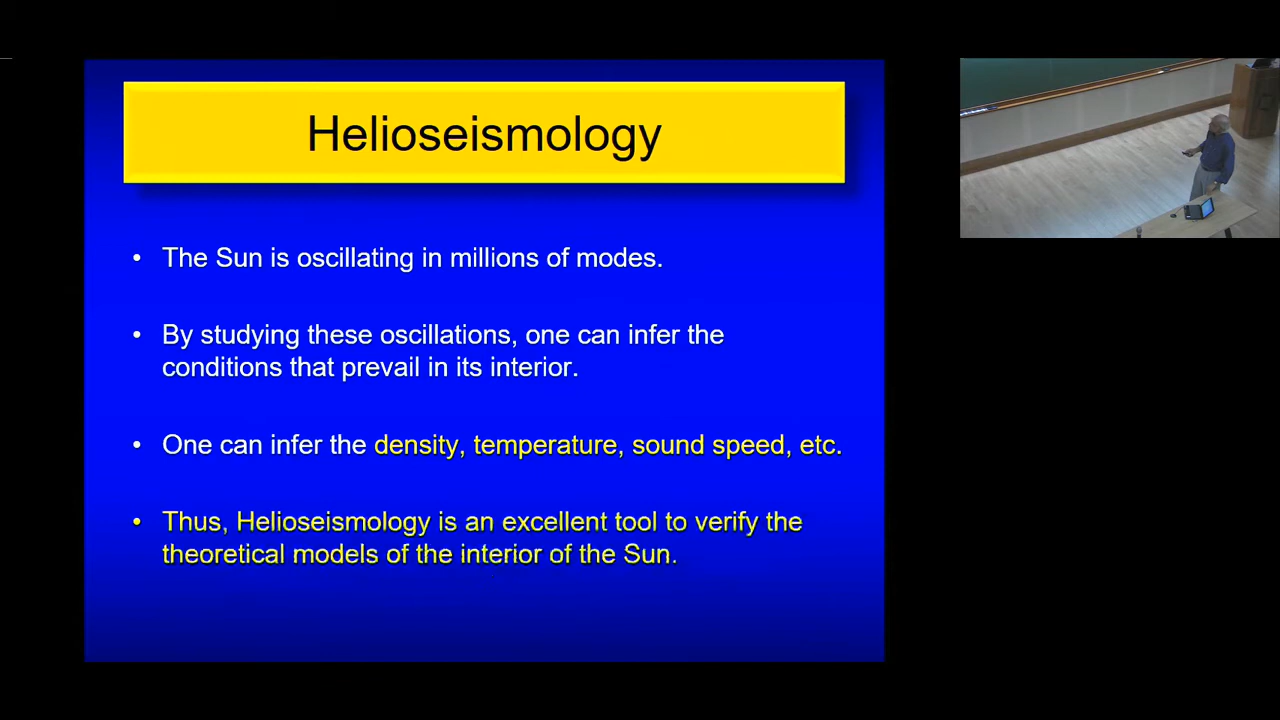 Helioseismology
• The Sun is oscillating in millions of modes.
• By studying these oscillations, one can infer the
conditions that prevail in its interior.
• One can infer the density, temperature, sound speed, etc.
• Thus, Helioseismology is an excellent tool to verify the
theoretical models of the interior of the Sun.